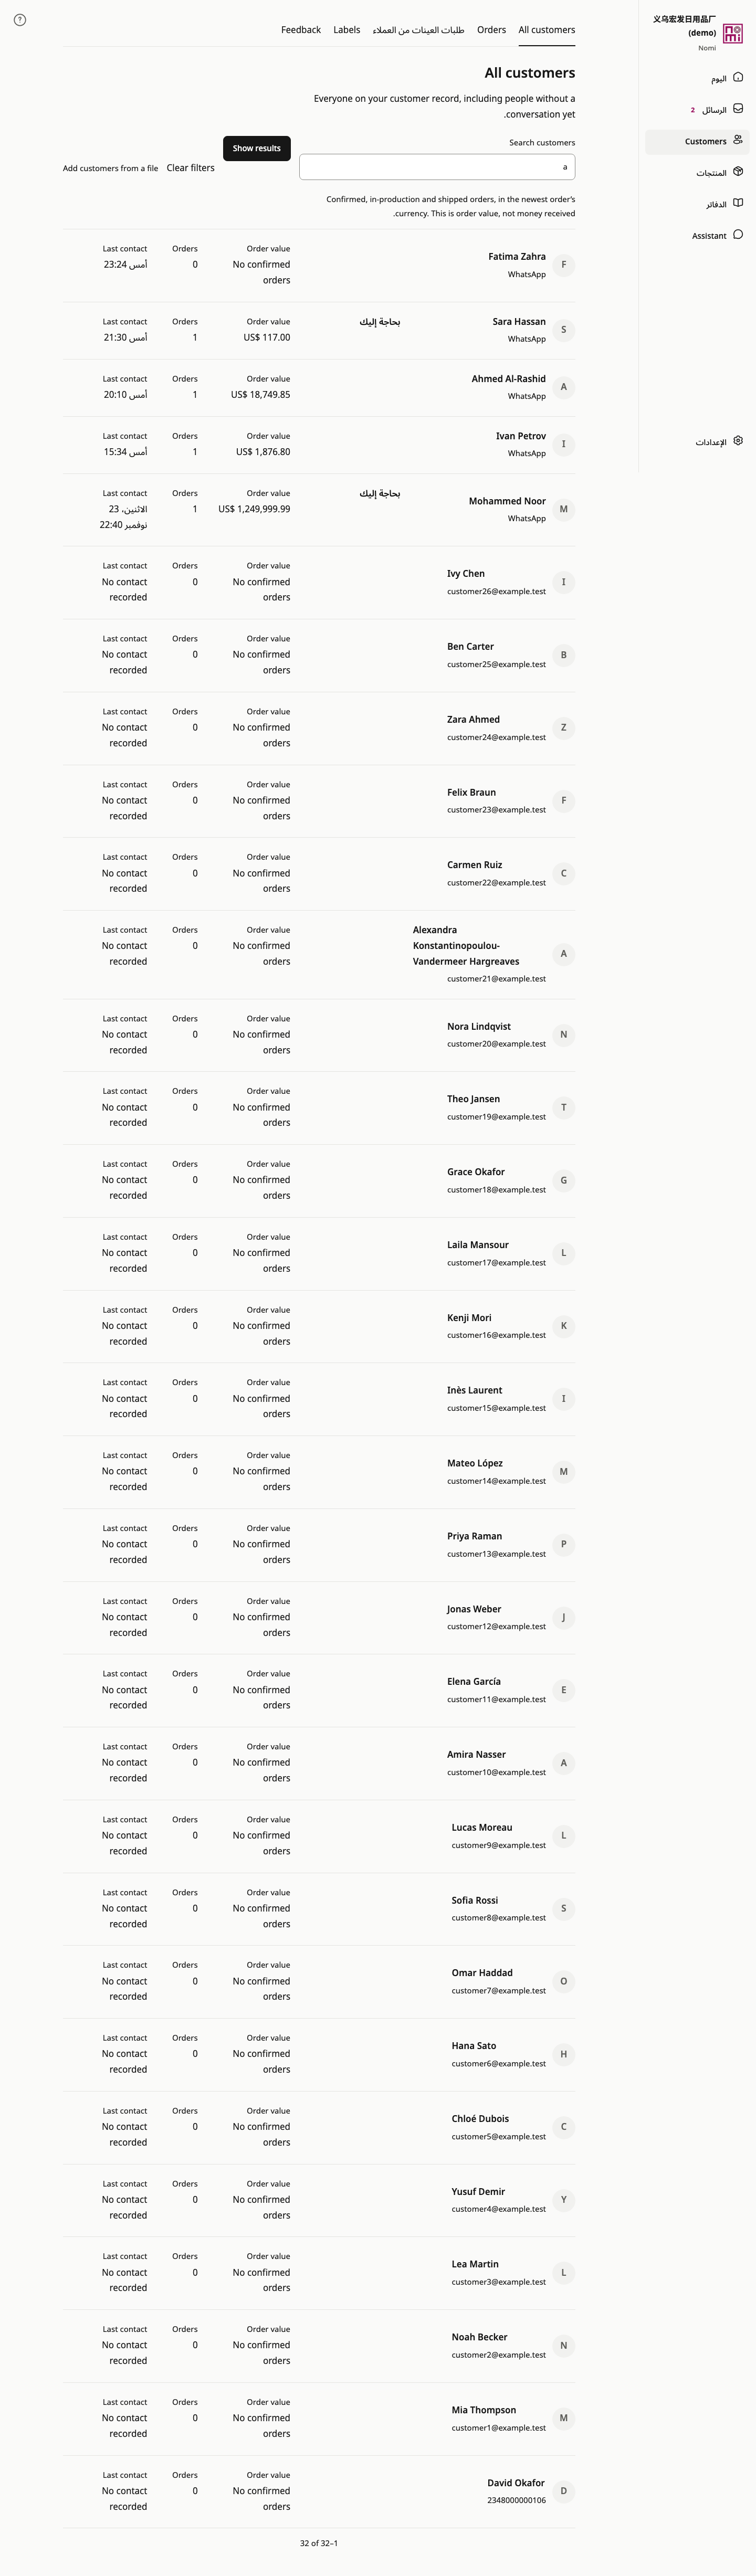 义乌宏发日用品厂
(demo)
Nomi
اليوم
الرسائل 2
Customers
المنتجات
الدفاتر
Assistant
الإعدادات
All customers
Orders
طلبات العينات من العملاء
Labels
Feedback
All customers
Everyone on your customer record, including people without a
conversation yet.
Search customers
a
Show results
Clear filters
Add customers from a file
Confirmed, in-production and shipped orders, in the newest order's
currency. This is order value, not money received.
F
Fatima Zahra
WhatsApp
Order value
No confirmed
orders
Orders
0
Last contact
أمس 23:24
S
Sara Hassan
WhatsApp
بحاجة إليك
Order value
US$ 117.00
Orders
1
Last contact
أمس 21:30
A
Ahmed Al-Rashid
WhatsApp
Order value
US$ 18,749.85
Orders
1
Last contact
أمس 20:10
I
Ivan Petrov
WhatsApp
Order value
US$ 1,876.80
Orders
1
Last contact
أمس 15:34
M
Mohammed Noor
WhatsApp
بحاجة إليك
Order value
US$ 1,249,999.99
Orders
1
Last contact
الاثنين، 23
نوفمبر 22:40
I
Ivy Chen
customer26@example.test
Order value
No confirmed
orders
Orders
0
Last contact
No contact
recorded
B
Ben Carter
customer25@example.test
Order value
No confirmed
orders
Orders
0
Last contact
No contact
recorded
Z
Zara Ahmed
customer24@example.test
Order value
No confirmed
orders
Orders
0
Last contact
No contact
recorded
F
Felix Braun
customer23@example.test
Order value
No confirmed
orders
Orders
0
Last contact
No contact
recorded
C
Carmen Ruiz
customer22@example.test
Order value
No confirmed
orders
Orders
0
Last contact
No contact
recorded
A
Alexandra
Konstantinopoulou-
Vandermeer Hargreaves
customer21@example.test
Order value
No confirmed
orders
Orders
0
Last contact
No contact
recorded
N
Nora Lindqvist
customer20@example.test
Order value
No confirmed
orders
Orders
0
Last contact
No contact
recorded
T
Theo Jansen
customer19@example.test
Order value
No confirmed
orders
Orders
0
Last contact
No contact
recorded
G
Grace Okafor
customer18@example.test
Order value
No confirmed
orders
Orders
0
Last contact
No contact
recorded
L
Laila Mansour
customer17@example.test
Order value
No confirmed
orders
Orders
0
Last contact
No contact
recorded
K
Kenji Mori
customer16@example.test
Order value
No confirmed
orders
Orders
0
Last contact
No contact
recorded
I
Inès Laurent
customer15@example.test
Order value
No confirmed
orders
Orders
0
Last contact
No contact
recorded
M
Mateo López
customer14@example.test
Order value
No confirmed
orders
Orders
0
Last contact
No contact
recorded
P
Priya Raman
customer13@example.test
Order value
No confirmed
orders
Orders
0
Last contact
No contact
recorded
J
Jonas Weber
customer12@example.test
Order value
No confirmed
orders
Orders
0
Last contact
No contact
recorded
E
Elena García
customer11@example.test
Order value
No confirmed
orders
Orders
0
Last contact
No contact
recorded
A
Amira Nasser
customer10@example.test
Order value
No confirmed
orders
Orders
0
Last contact
No contact
recorded
L
Lucas Moreau
customer9@example.test
Order value
No confirmed
orders
Orders
0
Last contact
No contact
recorded
S
Sofia Rossi
customer8@example.test
Order value
No confirmed
orders
Orders
0
Last contact
No contact
recorded
O
Omar Haddad
customer7@example.test
Order value
No confirmed
orders
Orders
0
Last contact
No contact
recorded
H
Hana Sato
customer6@example.test
Order value
No confirmed
orders
Orders
0
Last contact
No contact
recorded
C
Chloé Dubois
customer5@example.test
Order value
No confirmed
orders
Orders
0
Last contact
No contact
recorded
Y
Yusuf Demir
customer4@example.test
Order value
No confirmed
orders
Orders
0
Last contact
No contact
recorded
L
Lea Martin
customer3@example.test
Order value
No confirmed
orders
Orders
0
Last contact
No contact
recorded
N
Noah Becker
customer2@example.test
Order value
No confirmed
orders
Orders
0
Last contact
No contact
recorded
M
Mia Thompson
customer1@example.test
Order value
No confirmed
orders
Orders
0
Last contact
No contact
recorded
D
David Okafor
2348000000106
Order value
No confirmed
orders
Orders
0
Last contact
No contact
recorded
32 of 32–1